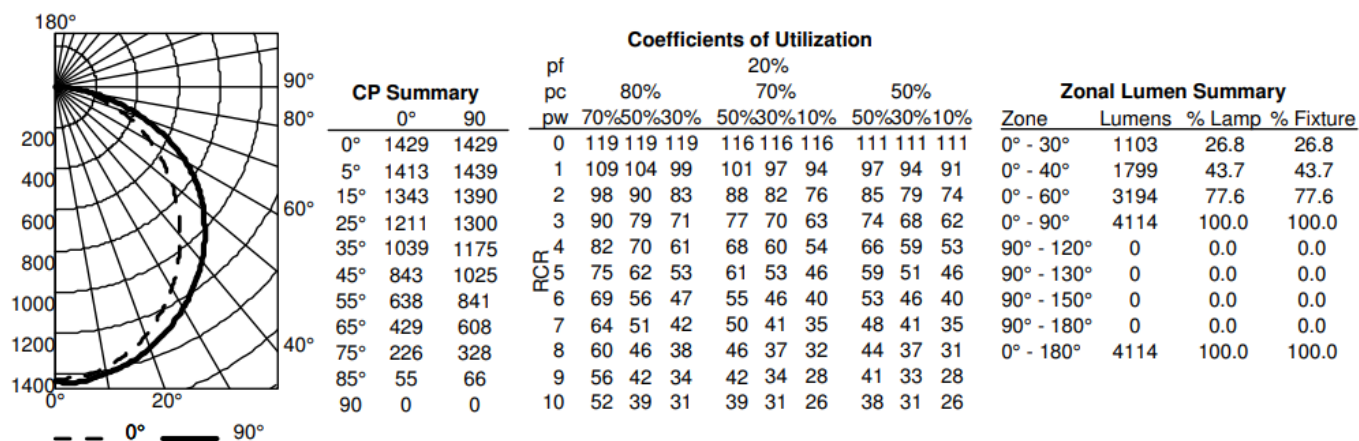 180°
90°
80°
60°
40°
200
400
600
800
1000
1200
1400
0° 20°
0° 90°
CP Summary
0° 90
0° 1429 1429
5° 1413 1439
15° 1343 1390
25° 1211 1300
35° 1039 1175
45° 843 1025
55° 638 841
65° 429 608
75° 226 328
85° 55 66
90 0 0
Coefficients of Utilization
pf 20%
pc 80% 70% 50%
pw 70%50%30% 50%30%10% 50%30%10%
RCR
0 119 119 119 116 116 116 111 111 111
1 109 104 99 101 97 94 97 94 91
2 98 90 83 88 82 76 85 79 74
3 90 79 71 77 70 63 74 68 62
4 82 70 61 68 60 54 66 59 53
5 75 62 53 61 53 46 59 51 46
6 69 56 47 55 46 40 53 46 40
7 64 51 42 50 41 35 48 41 35
8 60 46 38 46 37 32 44 37 31
9 56 42 34 42 34 28 41 33 28
10 52 39 31 39 31 26 38 31 26
Zonal Lumen Summary
Zone Lumens % Lamp % Fixture
0° - 30° 1103 26.8 26.8
0° - 40° 1799 43.7 43.7
0° - 60° 3194 77.6 77.6
0° - 90° 4114 100.0 100.0
90° - 120° 0 0.0 0.0
90° - 130° 0 0.0 0.0
90° - 150° 0 0.0 0.0
90° - 180° 0 0.0 0.0
0° - 180° 4114 100.0 100.0